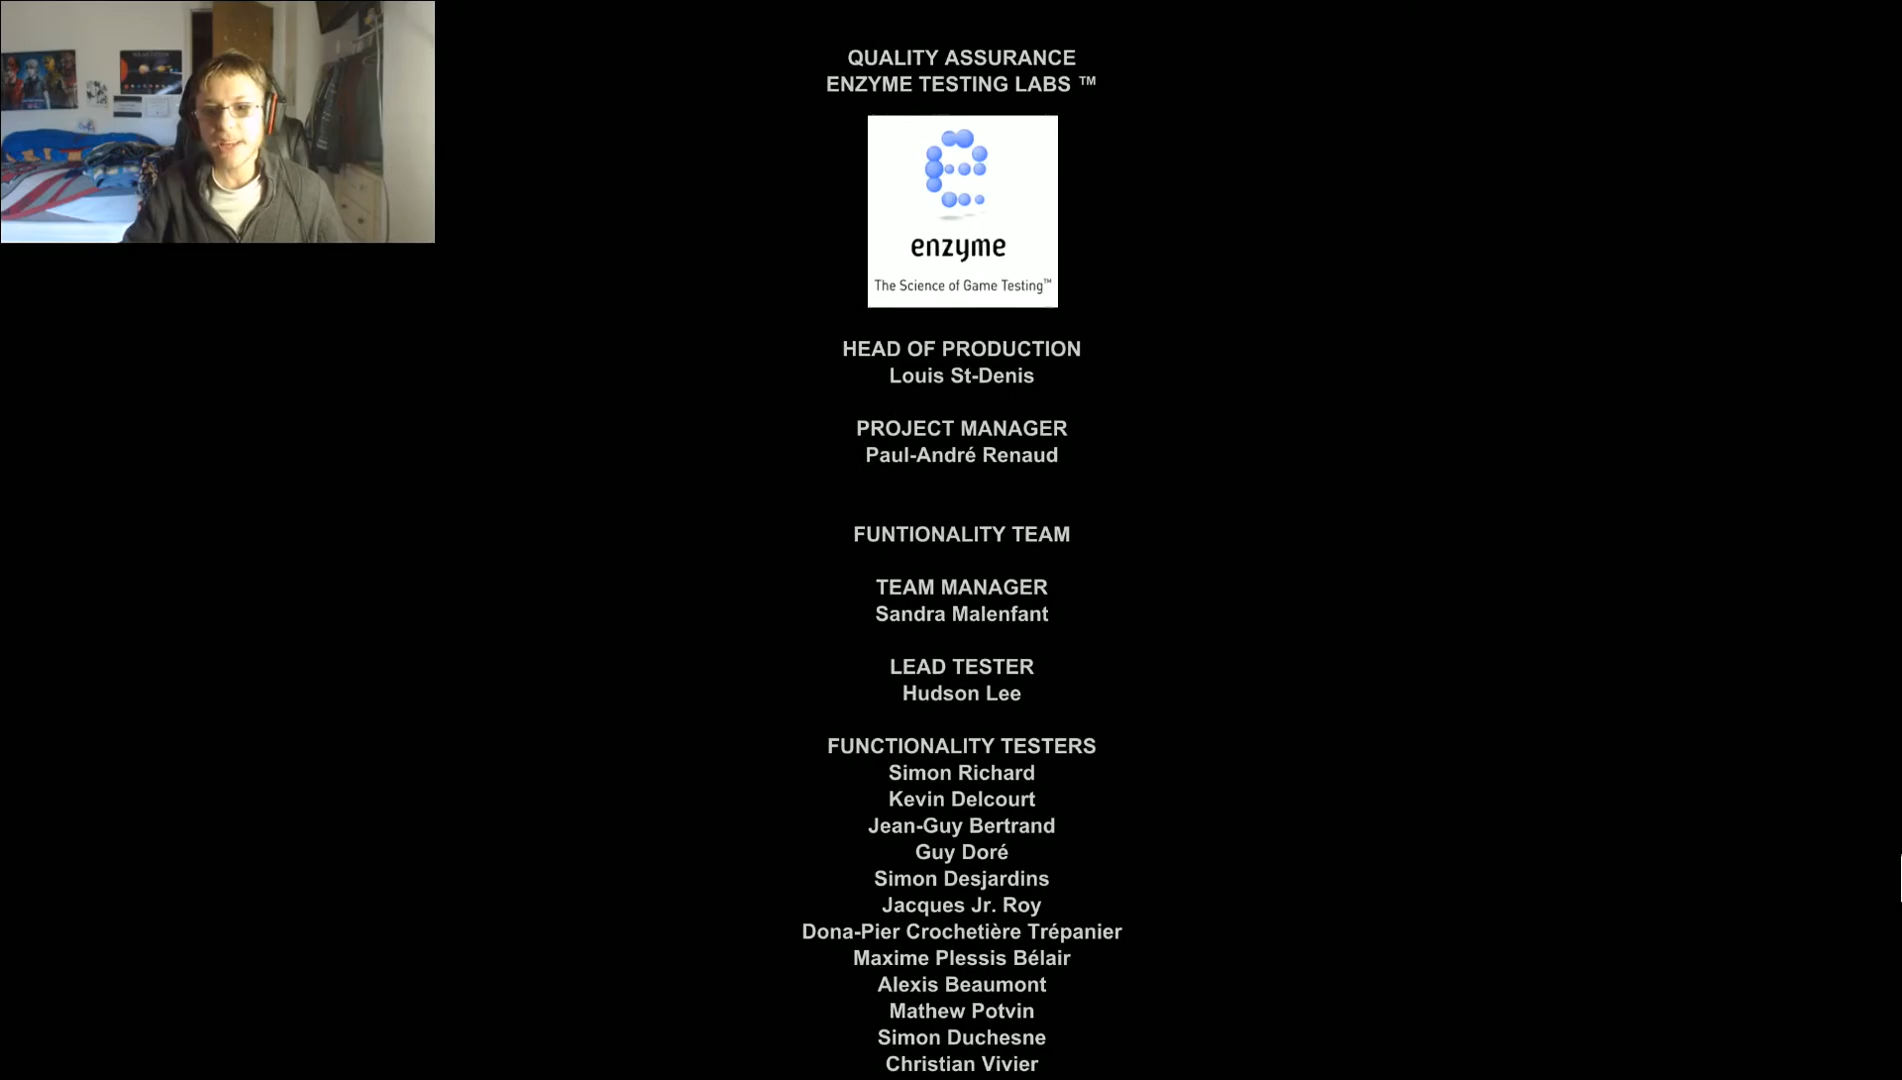 QUALITY ASSURANCE
ENZYME TESTING LABS ™
enzyme
The Science of Game Testing™
HEAD OF PRODUCTION
Louis St-Denis
PROJECT MANAGER
Paul-André Renaud
FUNTIONALITY TEAM
TEAM MANAGER
Sandra Malenfant
LEAD TESTER
Hudson Lee
FUNCTIONALITY TESTERS
Simon Richard
Kevin Delcourt
Jean-Guy Bertrand
Guy Doré
Simon Desjardins
Jacques Jr. Roy
Dona-Pier Crochetière Trépanier
Maxime Plessis Bélair
Alexis Beaumont
Mathew Potvin
Simon Duchesne
Christian Vivier